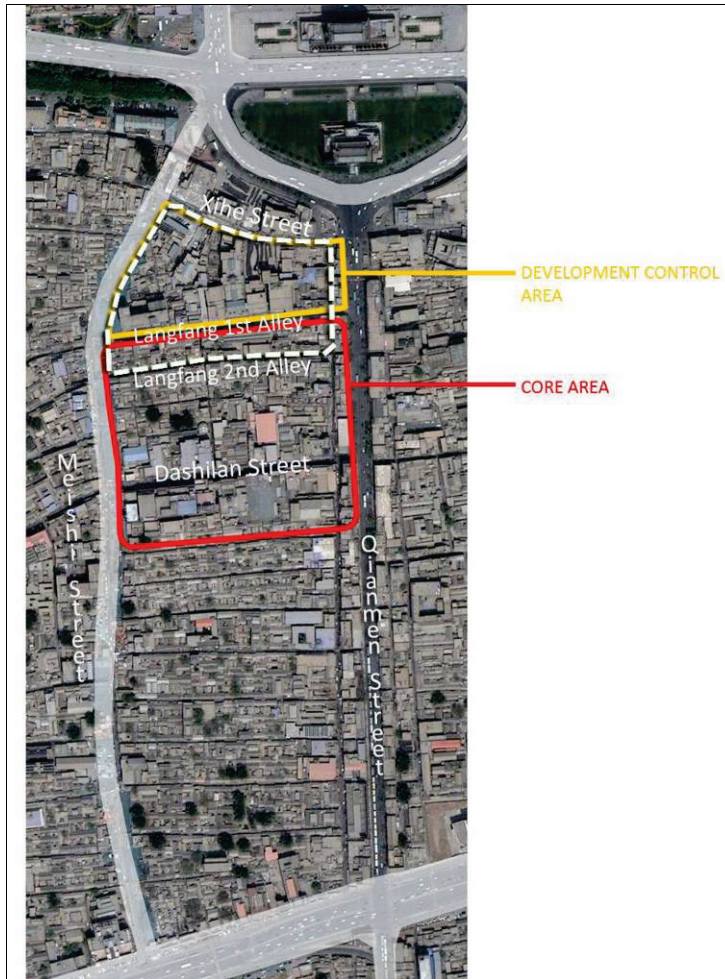 Xihe Street
DEVELOPMENT CONTROL
AREA
Langfang 1st Alley
Langfang 2nd Alley
CORE AREA
Dashilan Street
Meishi Street
Qianmen Street